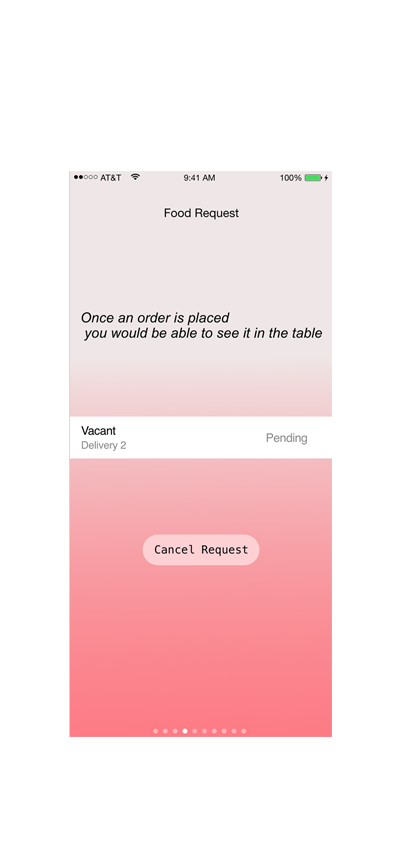 AT&T 9:41 AM 100%
Food Request
Once an order is placed
you would be able to see it in the table
Vacant
Delivery 2
Pending
Cancel Request